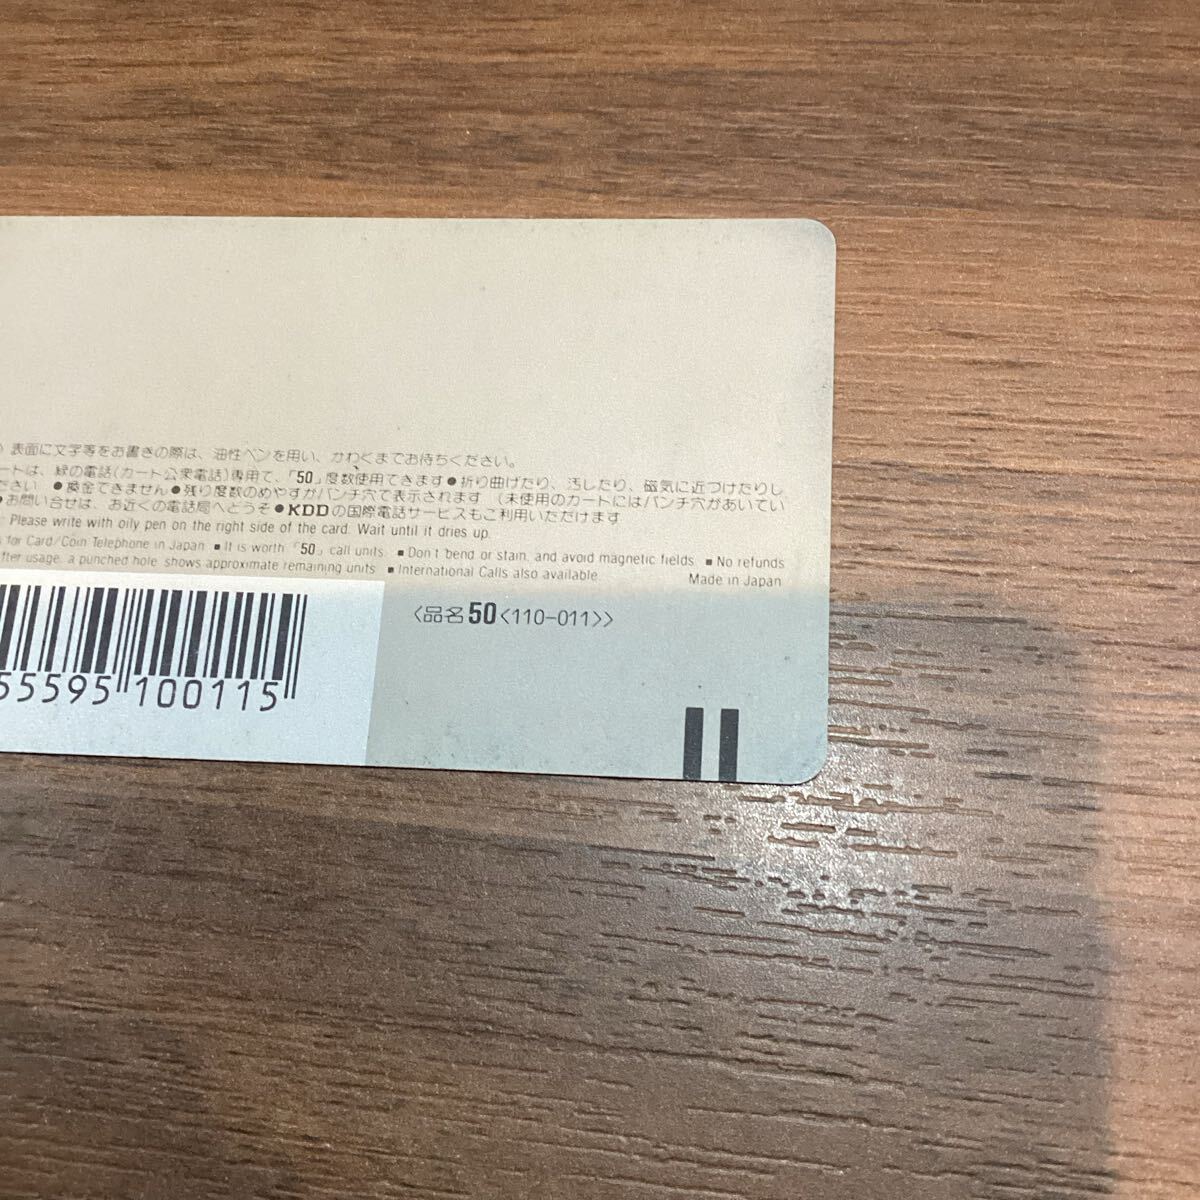 表面に文字等をお書きの際は、油性ペンを用い、かわくまでお待ちください。
ートは、緑の電話(カード公衆電話)専用で、「50」度数使用できます●折り曲げたり、汚したり、磁気に近づけたりし
ださい ●換金できません●残り度数のめやすがパンチ穴で表示されます (未使用のカードにはパンチ穴があいてい
●お問い合せは、お近くの電話局へどうぞ●KDDの国際電話サービスもご利用いただけます
: Please write with oily pen on the right side of the card. Wait until it dries up.
for Card/Coin Telephone in Japan. ■It is worth「50」call units. ■Don't bend or stain, and avoid magnetic fields. ■No refunds
fter usage, a punched hole shows approximate remaining units. ■International Calls also available.
Made in Japan
〈品名50<110-011>〉
55595 100115